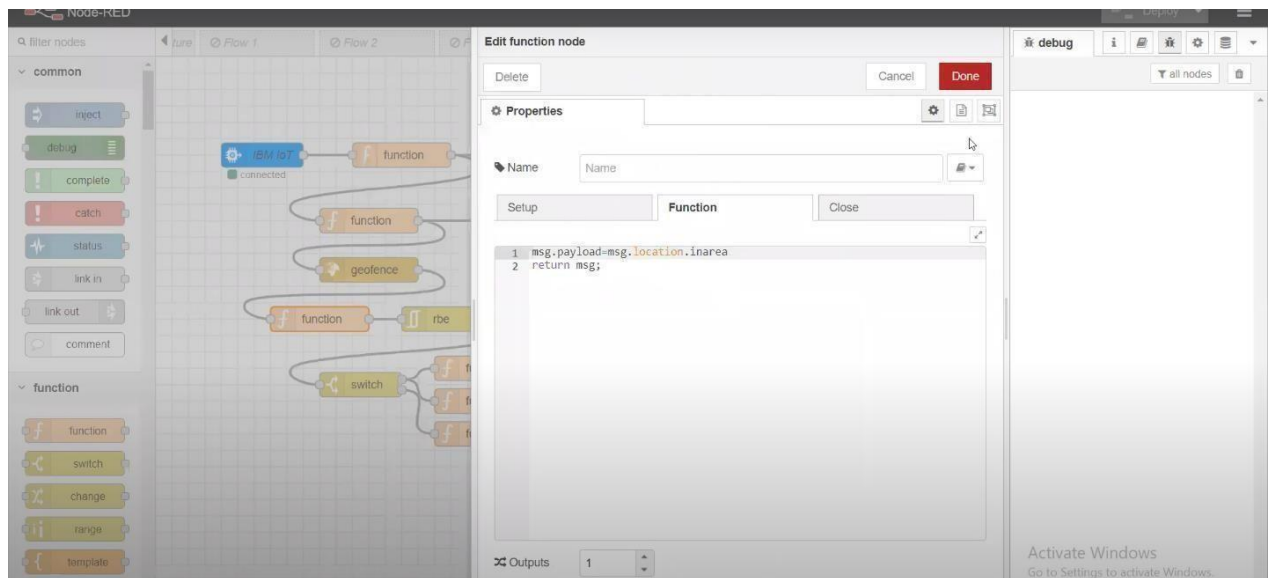 Node-RED
Deploy
filter nodes
ture
Flow 1
Flow 2
Edit function node
debug
i
common
Delete
Cancel
Done
all nodes
Properties
inject
debug
IBM IoT
function
Name
Name
complete
connected
Setup
Function
Close
catch
function
status
1 msg.payload=msg.location.inarea
2 return msg;
geofence
link in
function
rbe
link out
comment
switch
function
function
switch
change
range
template
Outputs
1
Activate Windows
Go to Settings to activate Windows.